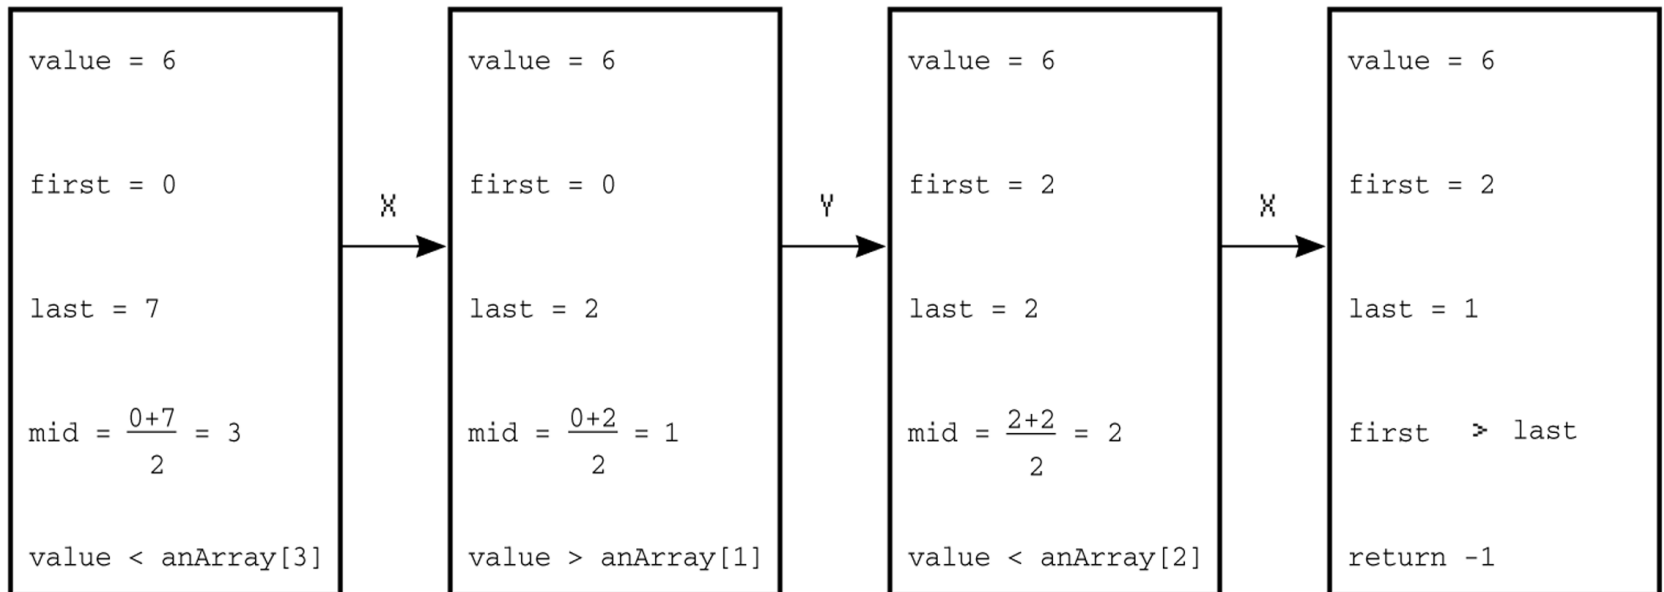 value = 6
first = 0
last = 7
mid = 0+7/2 = 3
value < anArray[3]
X
value = 6
first = 0
last = 2
mid = 0+2/2 = 1
value > anArray[1]
Y
value = 6
first = 2
last = 2
mid = 2+2/2 = 2
value < anArray[2]
X
value = 6
first = 2
last = 1
first > last
return -1